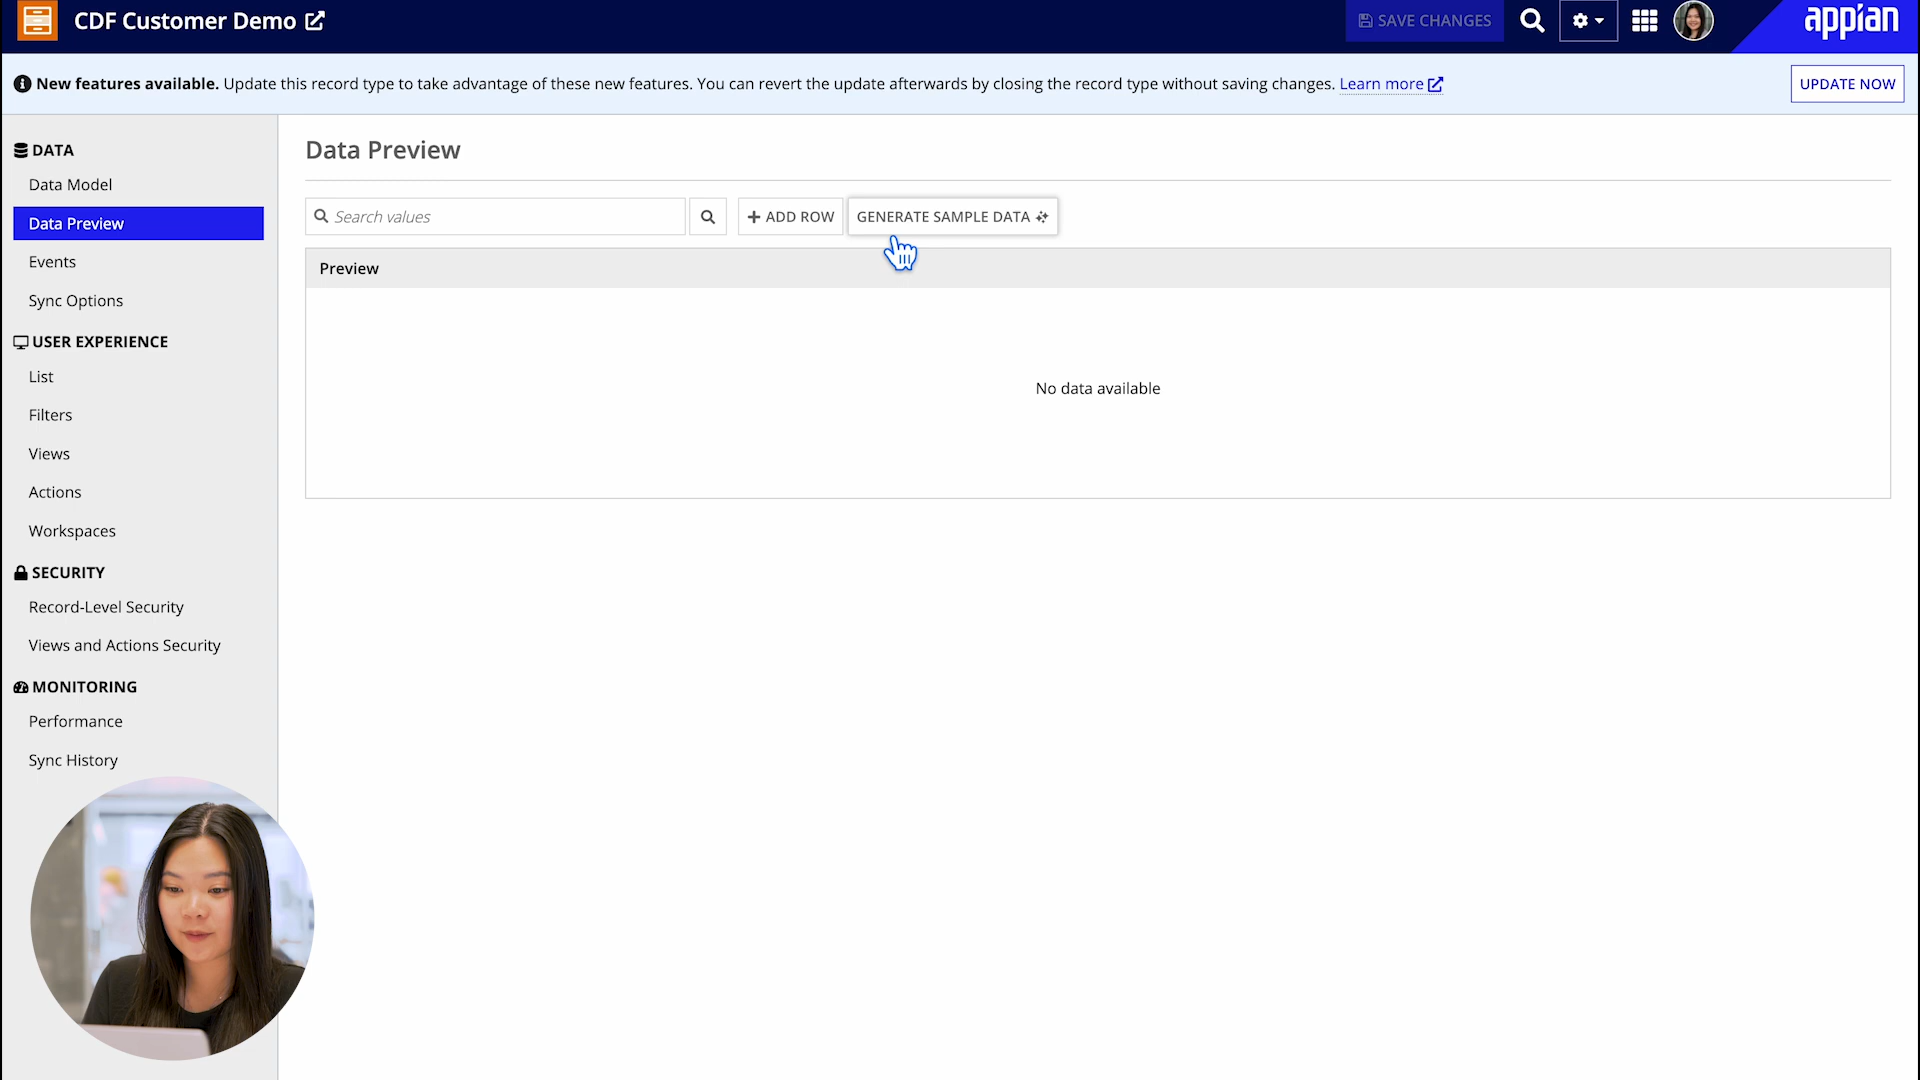 CDF Customer Demo
SAVE CHANGES
appian
New features available. Update this record type to take advantage of these new features. You can revert the update afterwards by closing the record type without saving changes. Learn more
UPDATE NOW
DATA
Data Model
Data Preview
Events
Sync Options
USER EXPERIENCE
List
Filters
Views
Actions
Workspaces
SECURITY
Record-Level Security
Views and Actions Security
MONITORING
Performance
Sync History
Data Preview
Search values
ADD ROW
GENERATE SAMPLE DATA
Preview
No data available